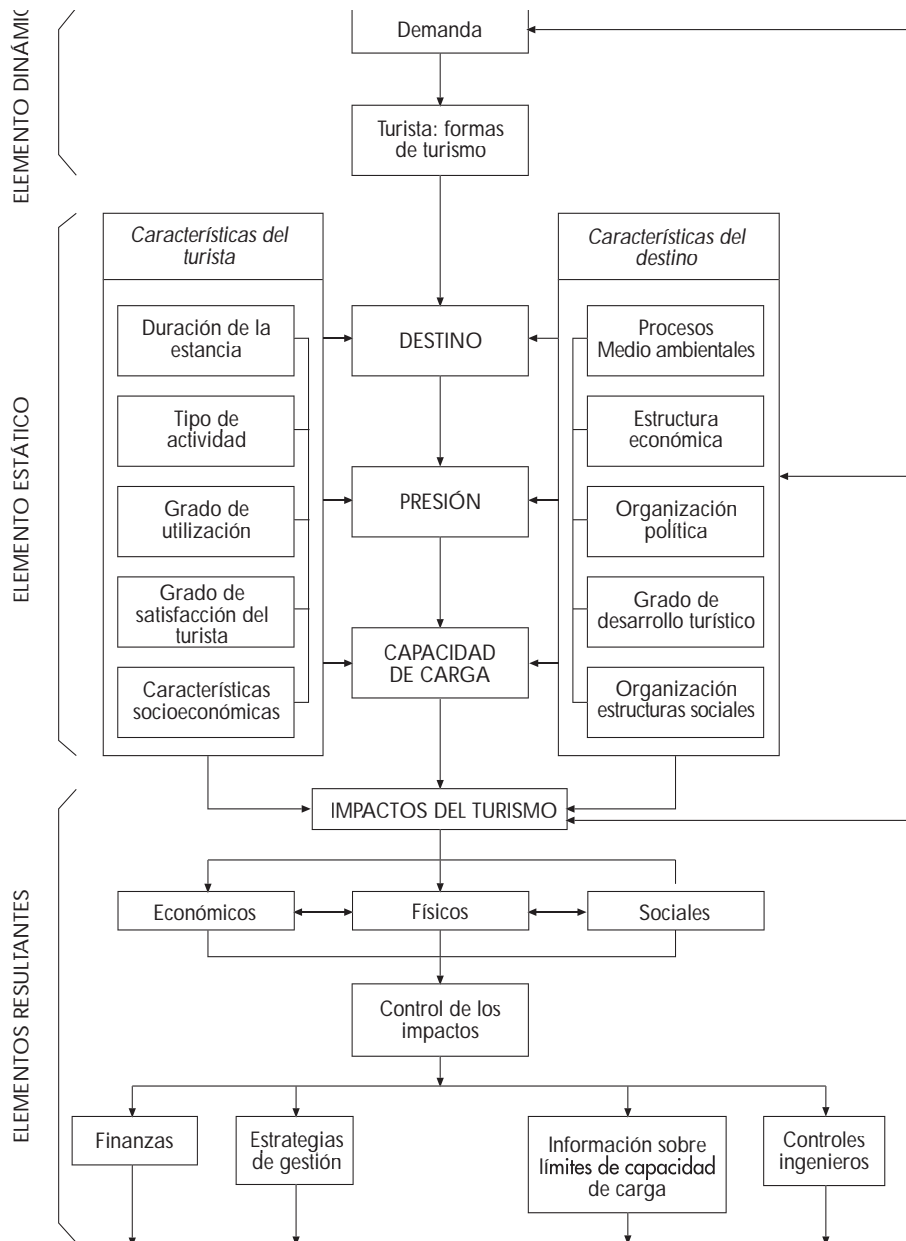 ELEMENTO DINÁMIC
Demanda
Turista: formas
de turismo
ELEMENTO ESTÁTICO
Características del
turista
Duración de la
estancia
Tipo de
actividad
Grado de
utilización
Grado de
satisfacción del
turista
Características
socioeconómicas
DESTINO
PRESIÓN
CAPACIDAD
DE CARGA
Características del
destino
Procesos
Medio ambientales
Estructura
económica
Organización
política
Grado de
desarrollo turístico
Organización
estructuras sociales
ELEMENTOS RESULTANTES
IMPACTOS DEL TURISMO
Económicos
Físicos
Sociales
Control de los
impactos
Finanzas
Estrategias
de gestión
Información sobre
límites de capacidad
de carga
Controles
ingenieros